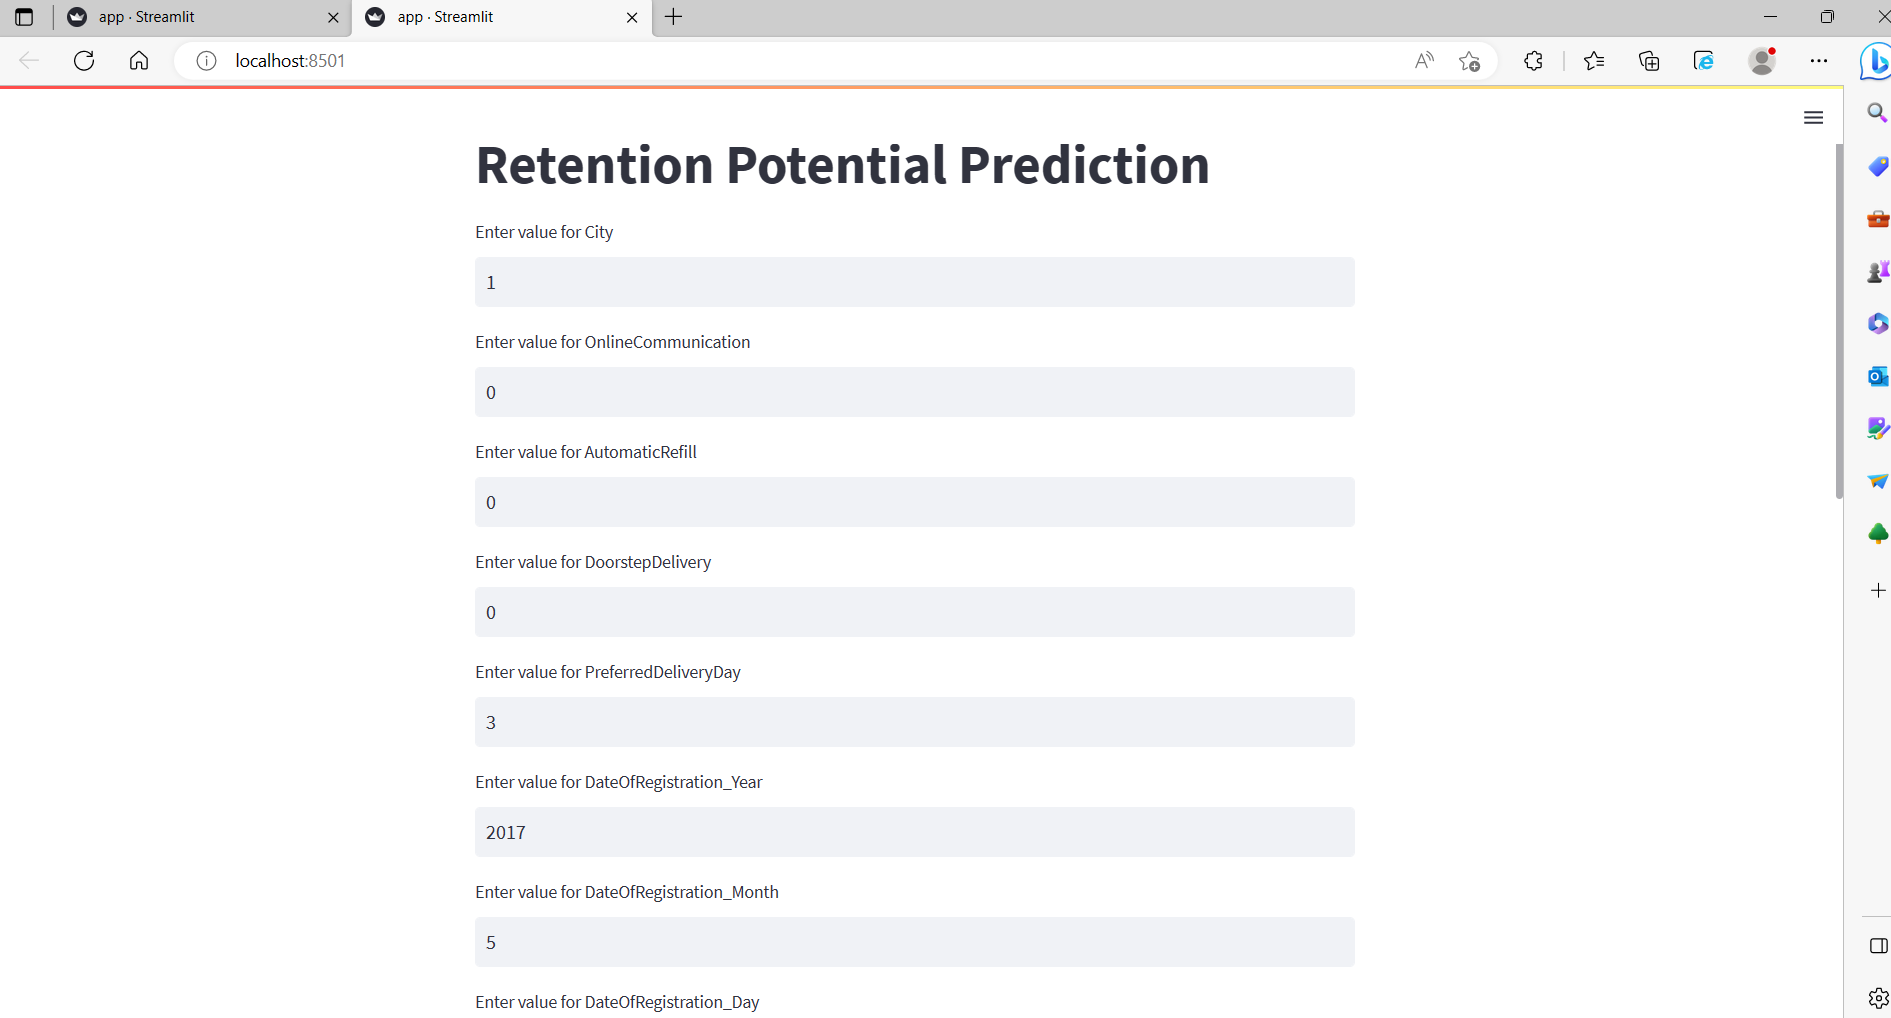 app · Streamlit
app · Streamlit
localhost:8501
Retention Potential Prediction
Enter value for City
1
Enter value for OnlineCommunication
0
Enter value for AutomaticRefill
0
Enter value for DoorstepDelivery
0
Enter value for PreferredDeliveryDay
3
Enter value for DateOfRegistration_Year
2017
Enter value for DateOfRegistration_Month
5
Enter value for DateOfRegistration_Day